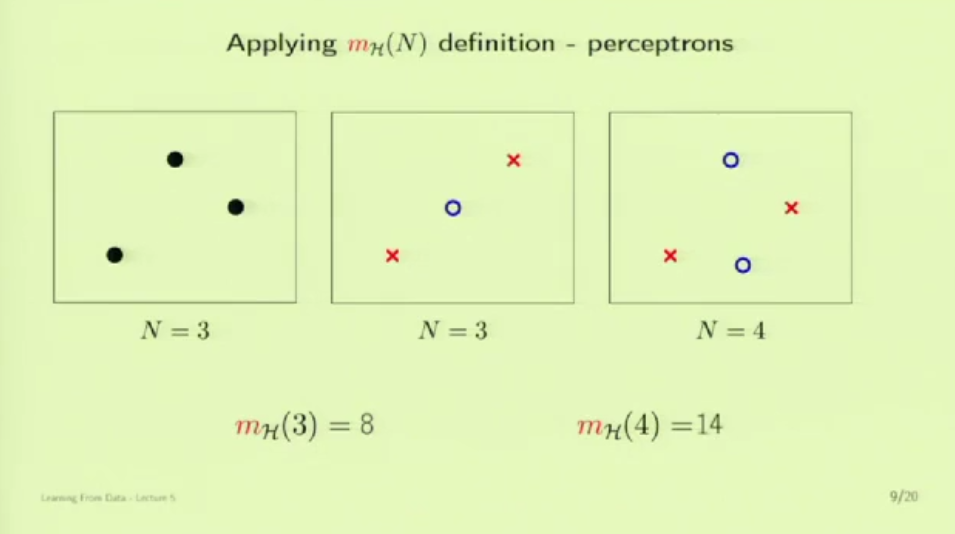 Applying m_H(N) definition - perceptrons
N = 3
N = 3
N = 4
m_H(3) = 8
m_H(4) =14
Learning From Data - Lecture 5
9/20